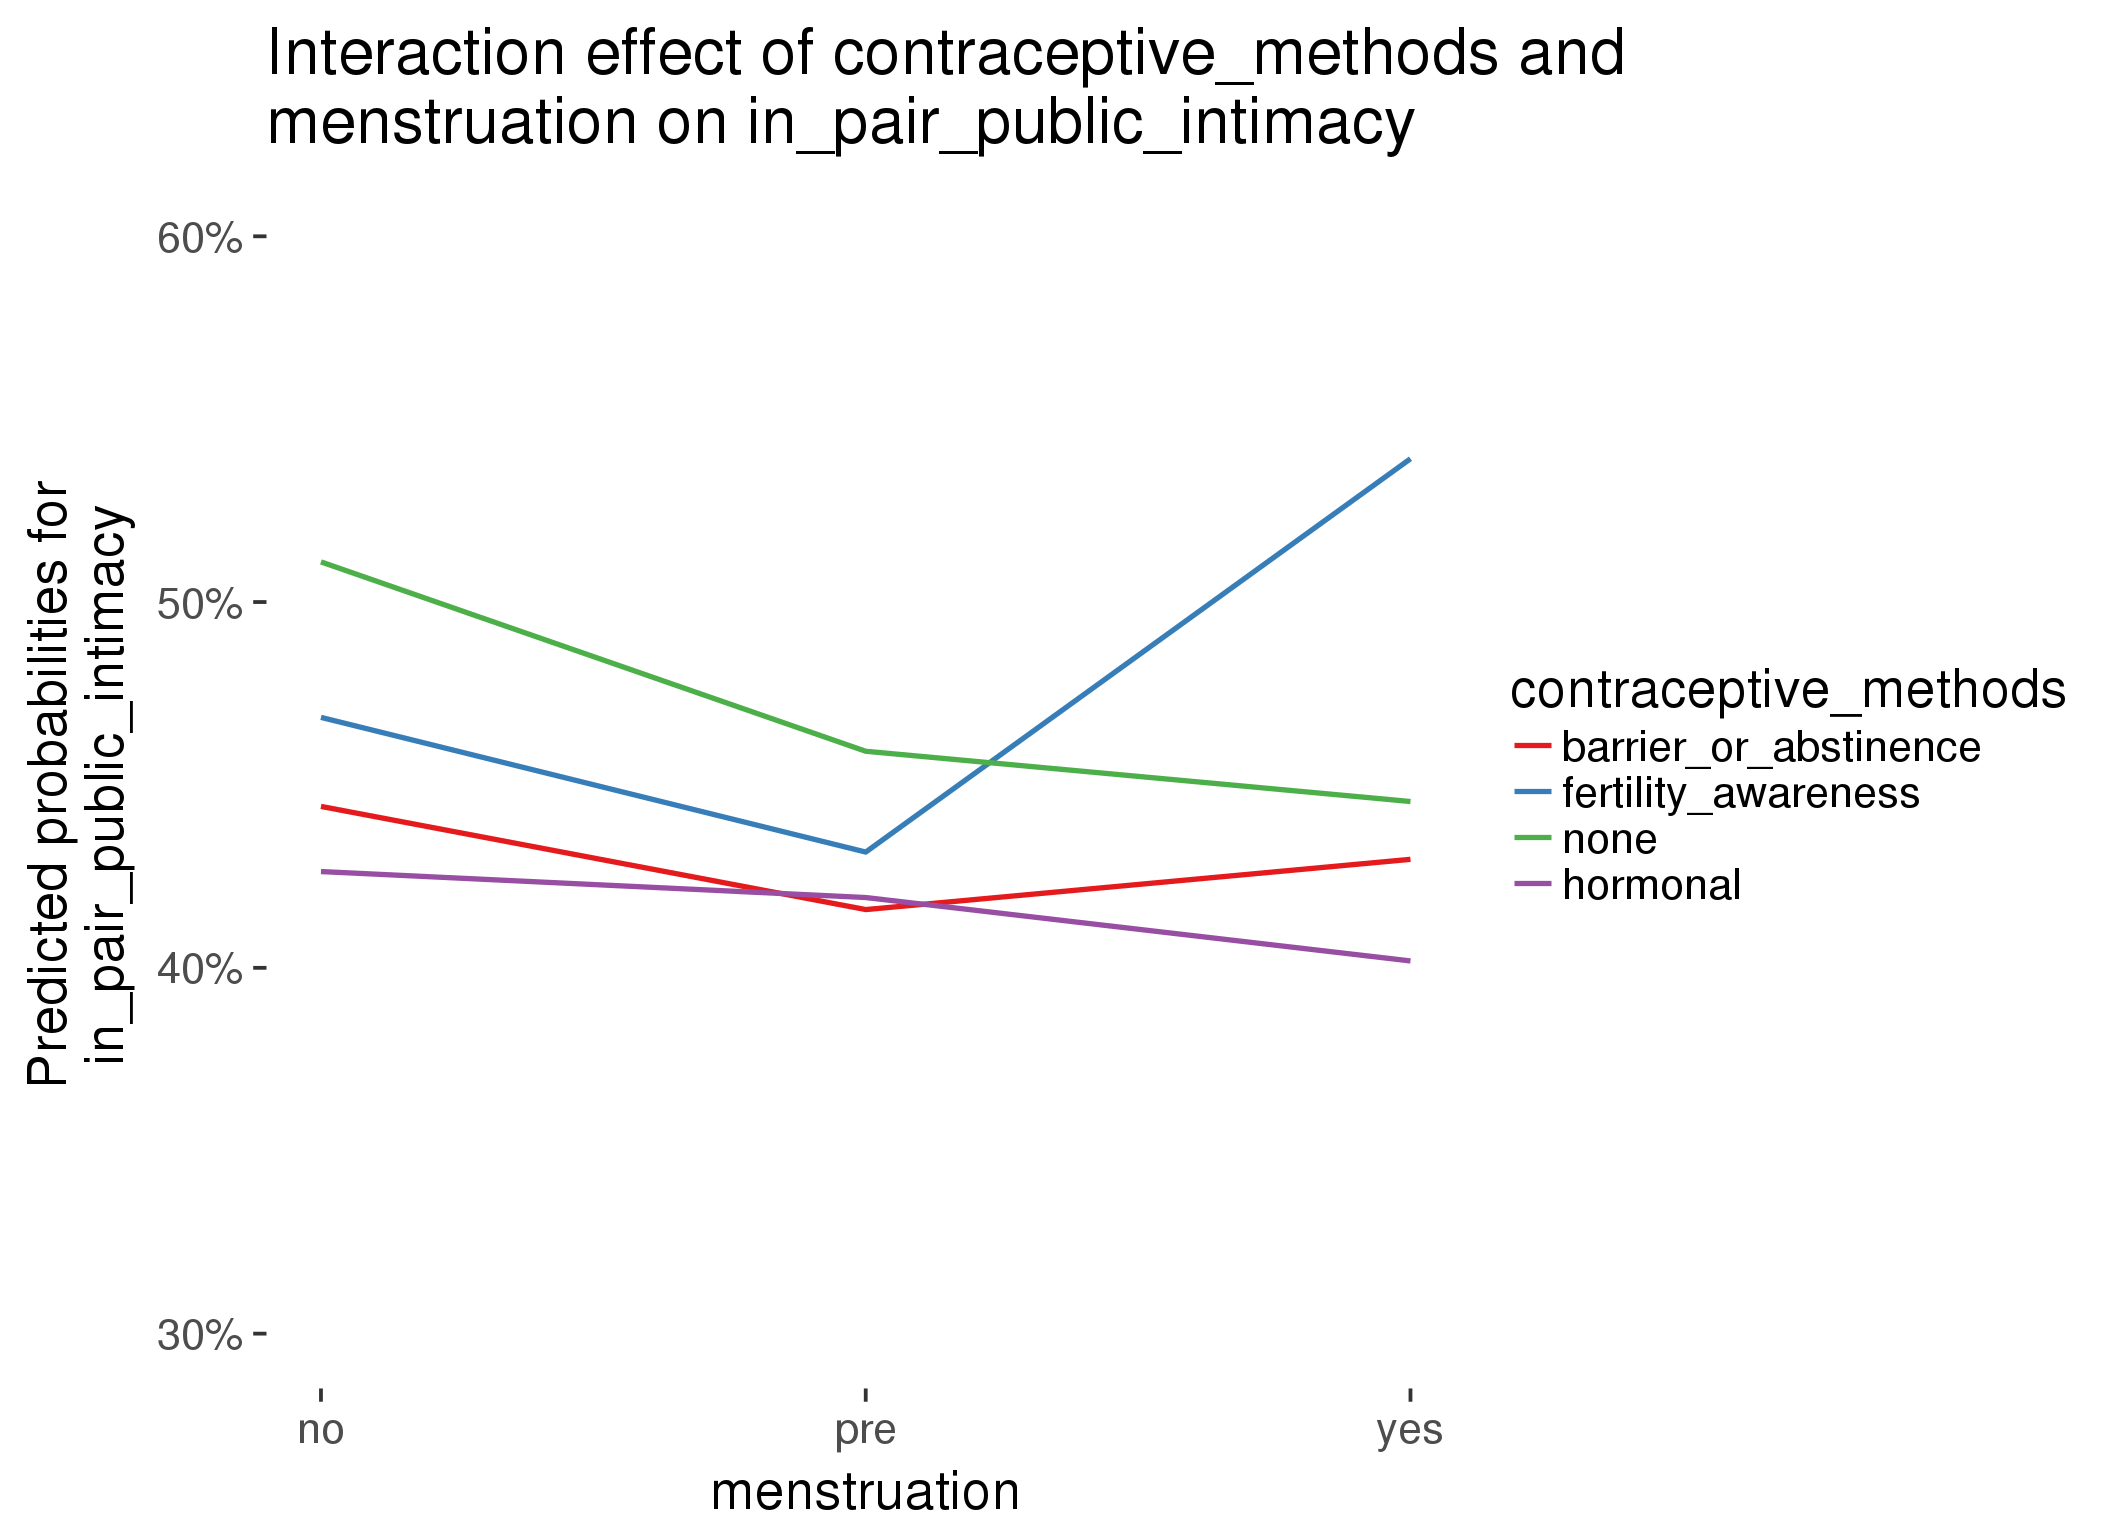 Interaction effect of contraceptive_methods and
menstruation on in_pair_public_intimacy
Predicted probabilities for
in_pair_public_intimacy
60%
50%
40%
30%
no
pre
yes
menstruation
contraceptive_methods
barrier_or_abstinence
fertility_awareness
none
hormonal